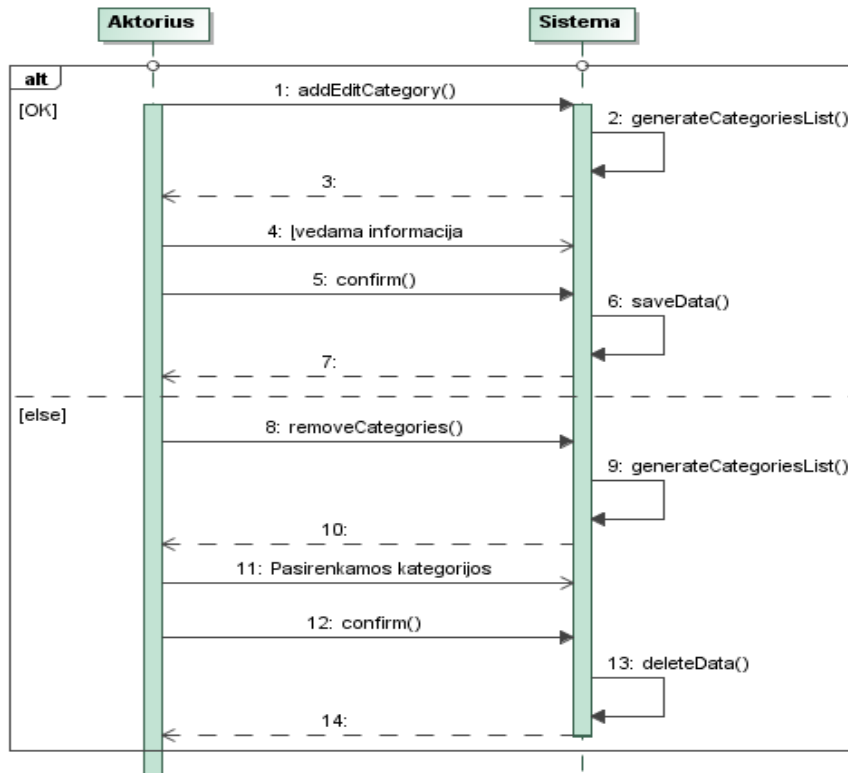 Aktorius
Sistema
alt
[OK]
1: addEditCategory()
2: generateCategoriesList()
3:
4: Įvedama informacija
5: confirm()
6: saveData()
7:
[else]
8: removeCategories()
9: generateCategoriesList()
10:
11: Pasirenkamos kategorijos
12: confirm()
13: deleteData()
14: